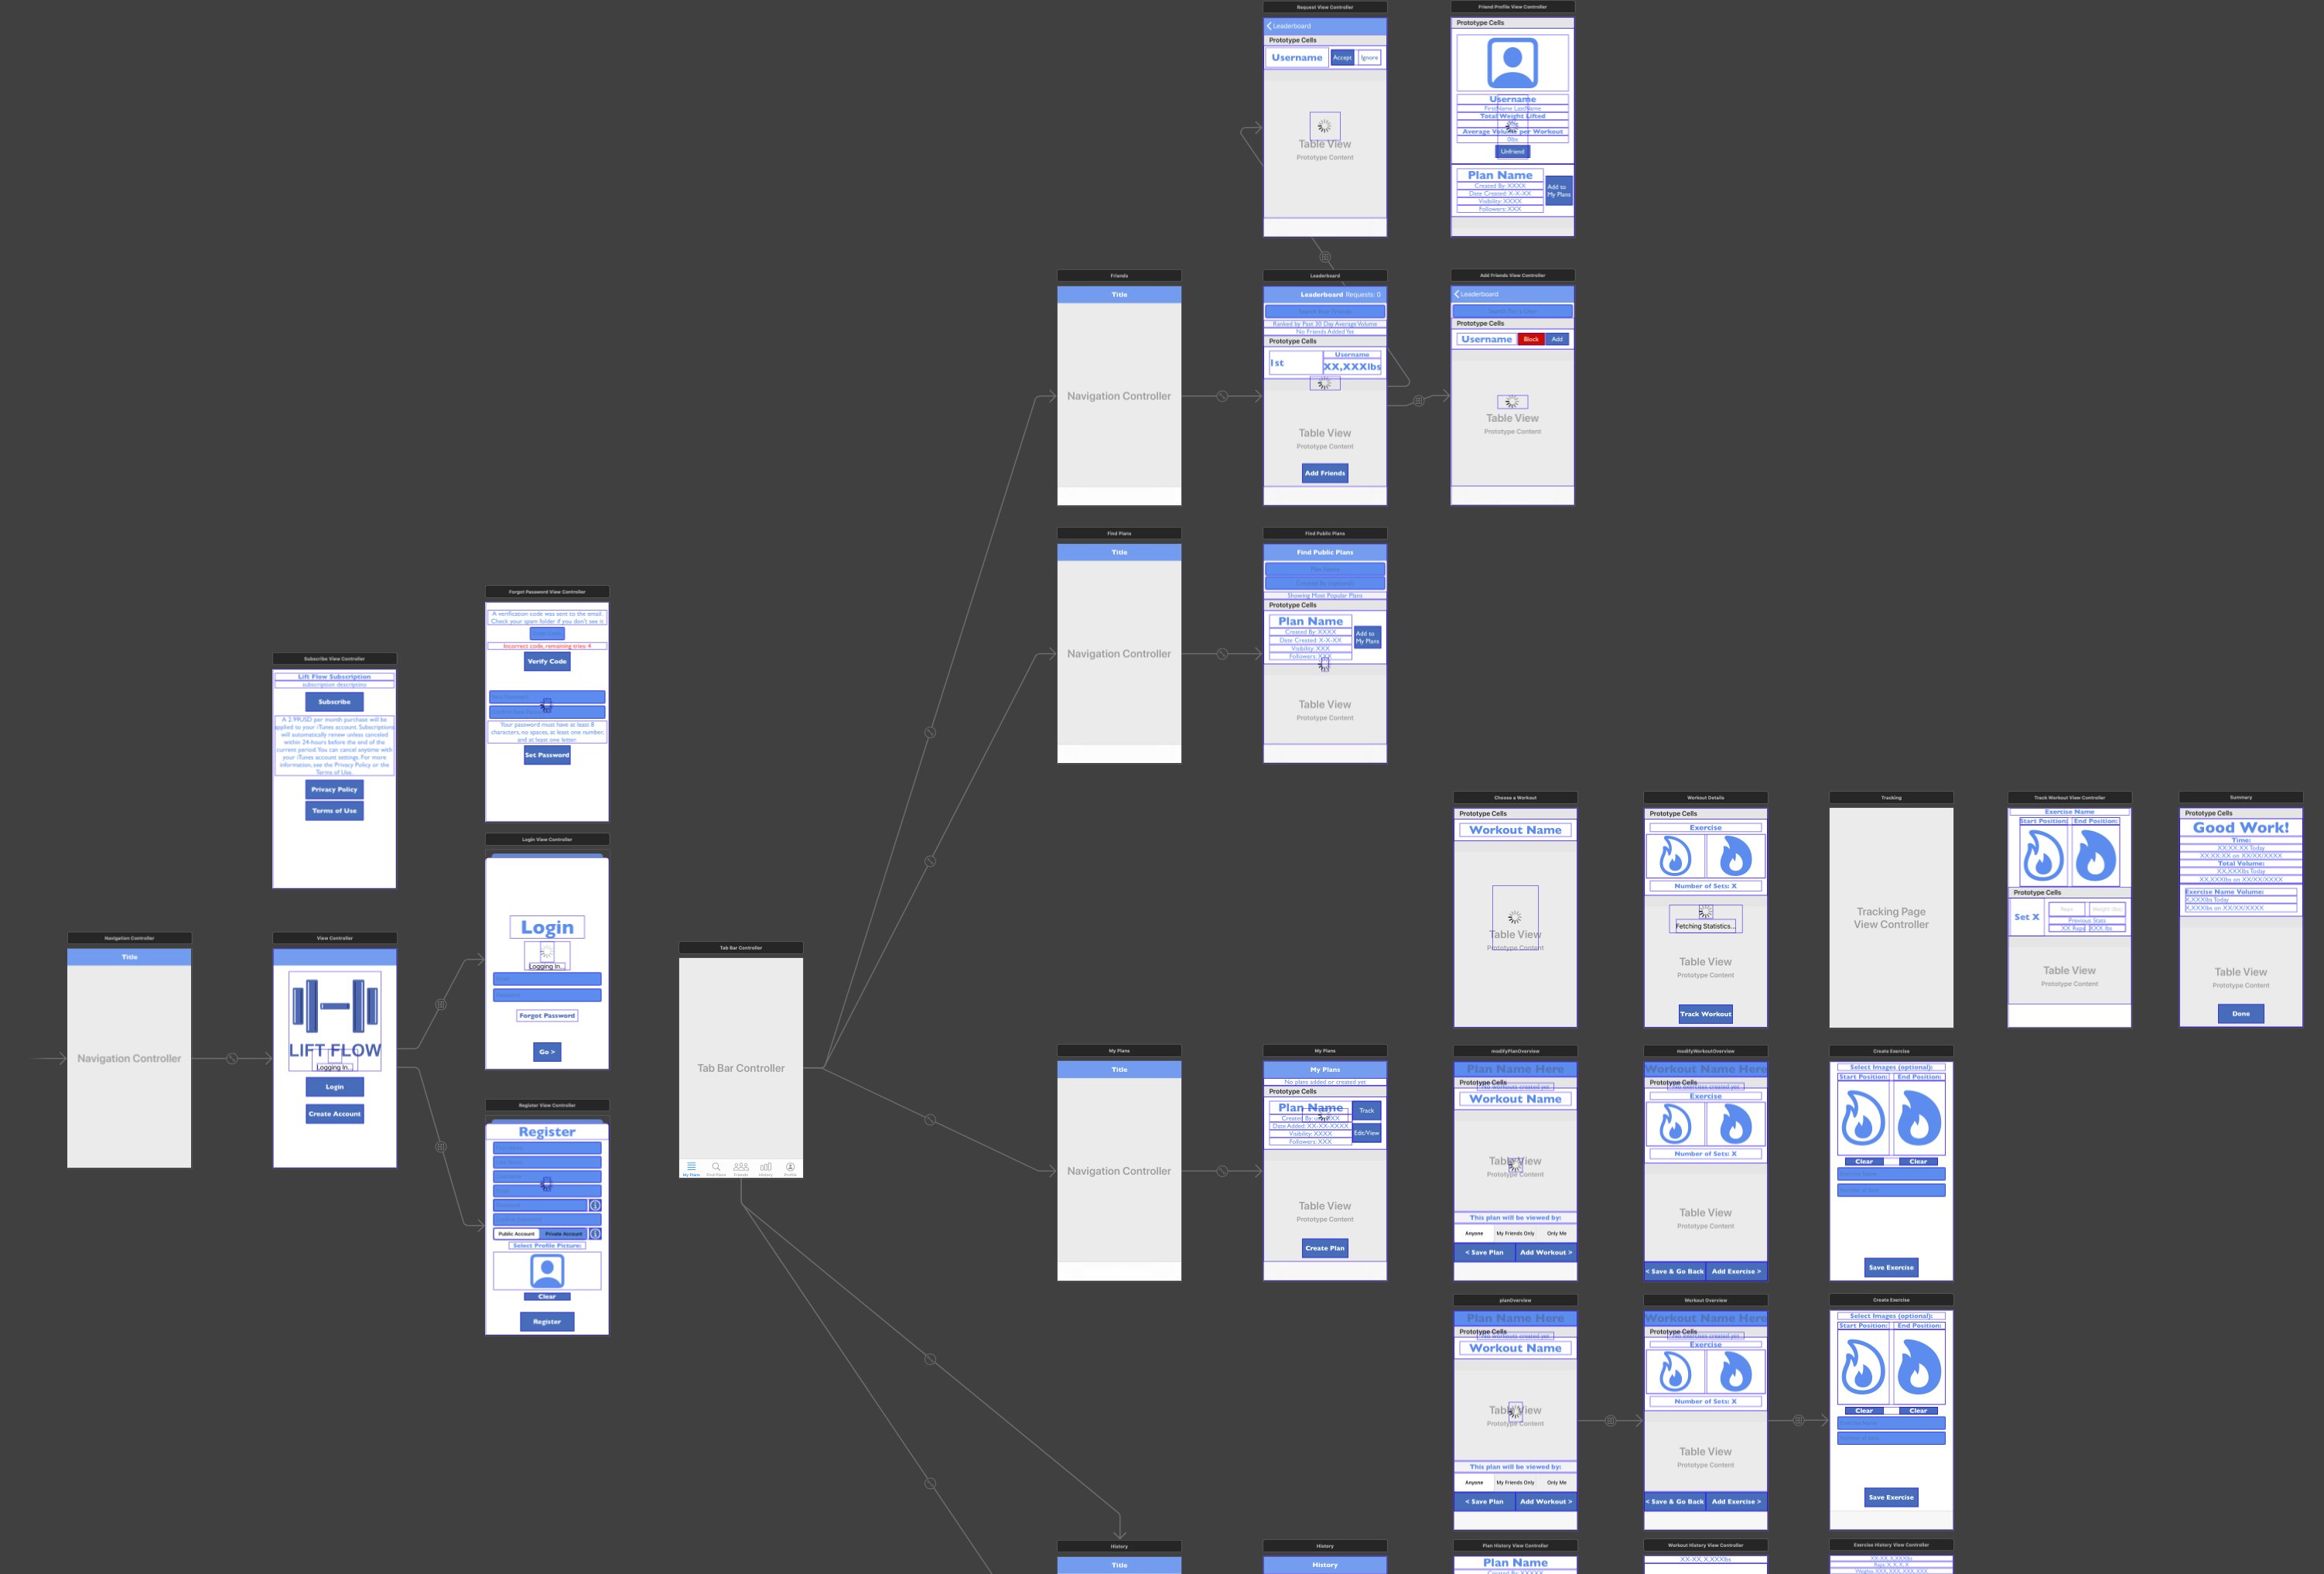 Request View Controller
Leaderboard
Prototype Cells
Username
Accept
Ignore
Table View
Prototype Content
Friend Profile View Controller
Prototype Cells
Username
FirstName LastName
Total Weight Lifted
Average Volume per Workout
0lbs
Unfriend
Plan Name
Created By: XXXX
Date Created: X-X-XX
Visibility: XXXX
Followers: XXX
Add to
My Plans
Friends
Title
Navigation Controller
Leaderboard
Leaderboard
Requests: 0
Ranked by Past 30 Day Average Volume
No Friends Added Yet
Prototype Cells
1st
Username
XX,XXXlbs
Table View
Prototype Content
Add Friends
Add Friends View Controller
Leaderboard
Prototype Cells
Username
Block
Add
Table View
Prototype Content
Find Plans
Title
Navigation Controller
Find Public Plans
Find Public Plans
Showing Most Popular Plans
Prototype Cells
Plan Name
Created By: XXXX
Date Created: X-X-XX
Visibility: XXX
Followers: XXX
Add to
My Plans
Table View
Prototype Content
Forgot Password View Controller
A verification code was sent to the email.
Check your spam folder if you don't see it
Incorrect code, remaining tries: 4
Verify Code
Your password must have at least 8
characters, no spaces, at least one number,
and at least one letter.
Set Password
Subscribe View Controller
Lift Flow Subscription
subscription description
Subscribe
A 2.99USD per month purchase will be
applied to your iTunes account. Subscriptions
will automatically renew unless canceled
within 24-hours before the end of the
current period. You can cancel anytime with
your iTunes account settings. For more
information, see the Privacy Policy or the
Terms of Use.
Privacy Policy
Terms of Use
Login View Controller
Login
Logging In...
Forgot Password
Go >
Navigation Controller
Title
Navigation Controller
View Controller
LIFT FLOW
Logging In...
Login
Create Account
Register View Controller
Register
Public Account
Private Account
Select Profile Picture:
Clear
Register
Tab Bar Controller
Tab Bar Controller
My Plans
Find Plans
Friends
History
Profile
Choose a Workout
Prototype Cells
Workout Name
Table View
Prototype Content
Workout Details
Prototype Cells
Exercise
Number of Sets: X
Fetching Statistics...
Table View
Prototype Content
Track Workout
Tracking
Tracking Page
View Controller
Track Workout View Controller
Exercise Name
Start Position:
End Position:
Prototype Cells
Set X
Reps
Weight (lbs)
Previous Stats
XX Reps
XXX lbs
Table View
Prototype Content
Summary
Prototype Cells
Good Work!
Time:
XX:XX:XX Today
XX:XX:XX on XX/XX/XXXX
Total Volume:
XX,XXXlbs Today
XX,XXXlbs on XX/XX/XXXX
Exercise Name Volume:
X,XXXlbs Today
X,XXXlbs on XX/XX/XXXX
Table View
Prototype Content
Done
My Plans
Title
Navigation Controller
My Plans
My Plans
No plans added or created yet
Prototype Cells
Plan Name
Date Added: XX-XX-XXXX
Visibility: XXXX
Followers: XXX
Track
Edit/View
Table View
Prototype Content
Create Plan
modifyPlanOverview
Plan Name Here
Prototype Cells
No workouts created yet.
Workout Name
Table View
Prototype Content
This plan will be viewed by:
Anyone
My Friends Only
Only Me
< Save Plan
Add Workout >
modifyWorkoutOverview
Workout Name Here
Prototype Cells
No exercises created yet.
Exercise
Number of Sets: X
Table View
Prototype Content
< Save & Go Back
Add Exercise >
Create Exercise
Select Images (optional):
Start Position:
End Position:
Clear
Clear
Save Exercise
planOverview
Plan Name Here
Prototype Cells
No workouts created yet.
Workout Name
Table View
Prototype Content
This plan will be viewed by:
Anyone
My Friends Only
Only Me
< Save Plan
Add Workout >
Workout Overview
Workout Name Here
Prototype Cells
No exercises created yet.
Exercise
Number of Sets: X
Table View
Prototype Content
< Save & Go Back
Add Exercise >
Create Exercise
Select Images (optional):
Start Position:
End Position:
Clear
Clear
Save Exercise
History
Title
History
History
Plan History View Controller
Plan Name
Created By: XXXXX
Workout History View Controller
XX-XX, X,XXXlbs
Exercise History View Controller
XX-XX, X,XXXlbs
Reps: X, X, X, X
Weights: XXX, XXX, XXX, XXX